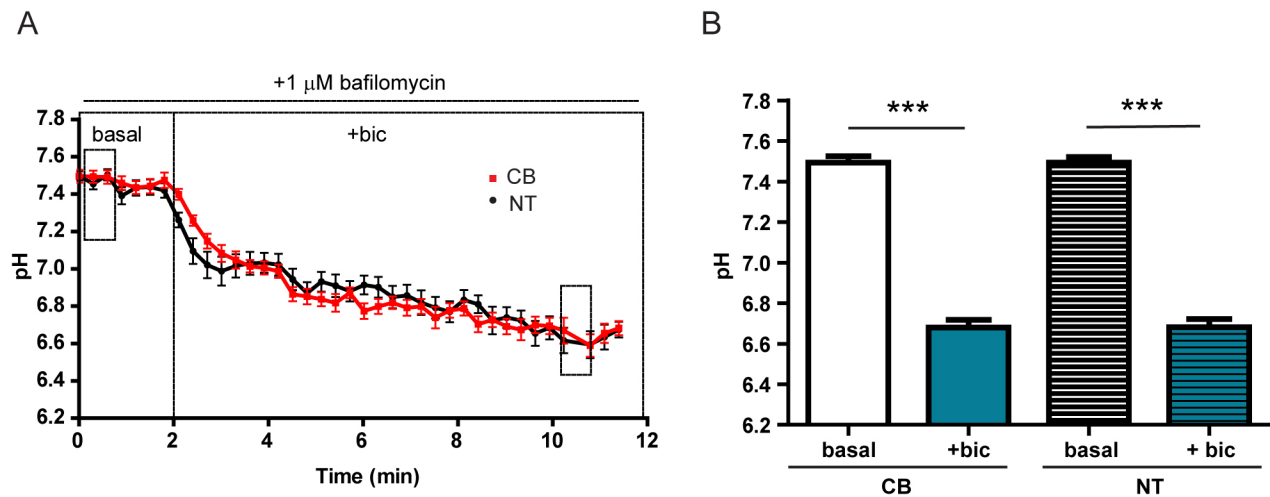 A
+1 μM bafilomycin
basal
+bic
CB
NT
pH
7.8
7.6
7.4
7.2
7.0
6.8
6.6
6.4
6.2
0 2 4 6 8 10 12
Time (min)
B
*** ***
pH
7.8
7.6
7.4
7.2
7.0
6.8
6.6
6.4
6.2
basal +bic basal + bic
CB NT